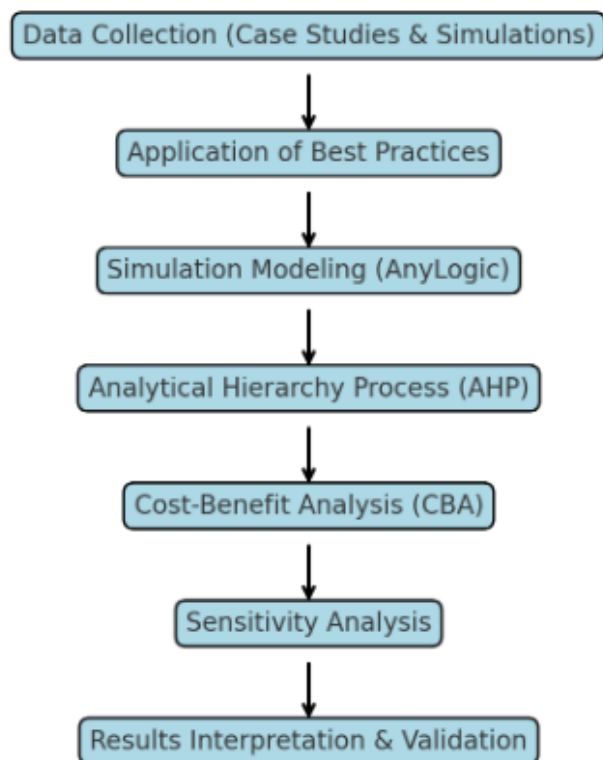 Data Collection (Case Studies & Simulations)
Application of Best Practices
Simulation Modeling (AnyLogic)
Analytical Hierarchy Process (AHP)
Cost-Benefit Analysis (CBA)
Sensitivity Analysis
Results Interpretation & Validation